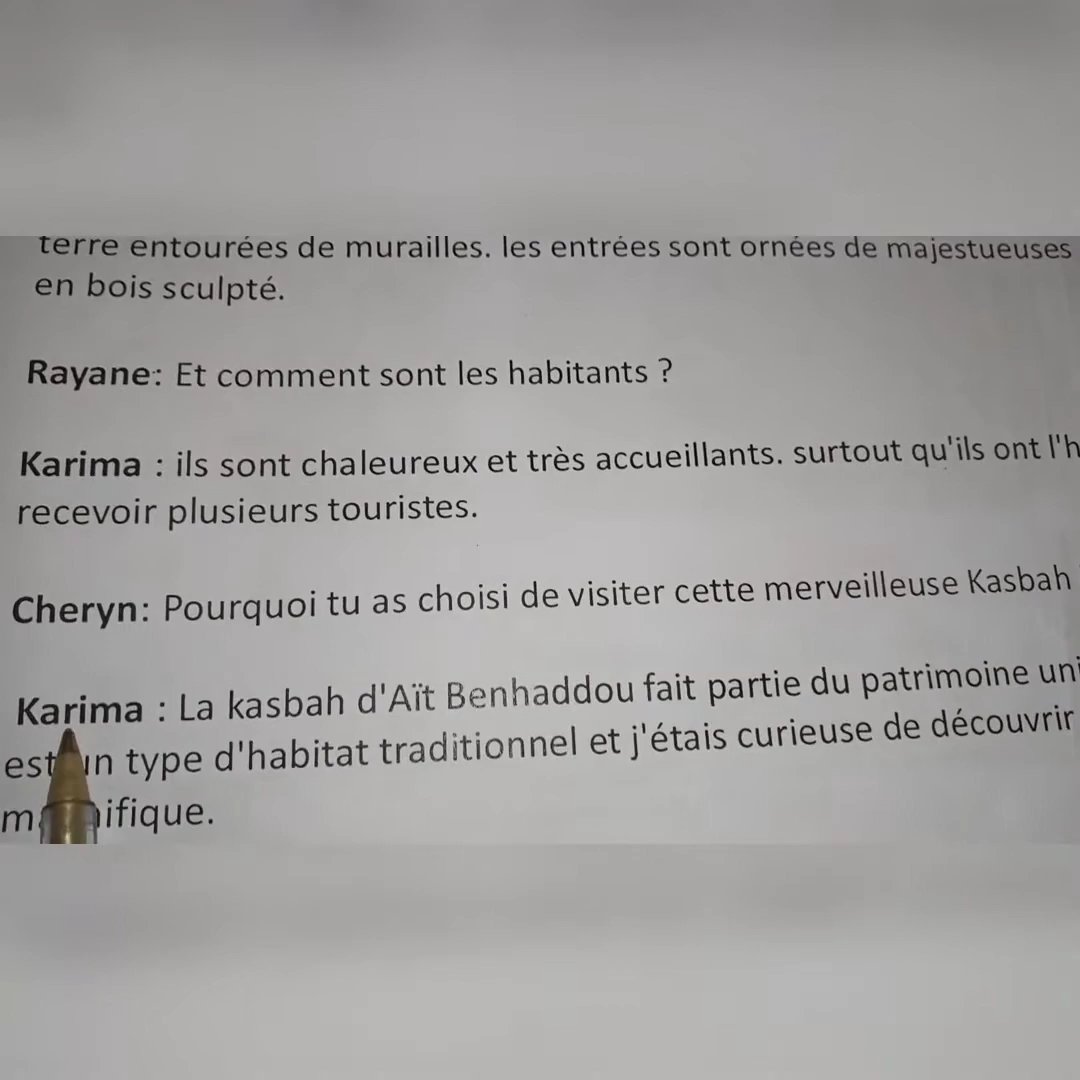 terre entourées de murailles. les entrées sont ornées de majestueuses
en bois sculpté.
Rayane: Et comment sont les habitants ?
Karima : ils sont chaleureux et très accueillants. surtout qu'ils ont
recevoir plusieurs touristes.
Cheryn: Pourquoi tu as choisi de visiter cette merveilleuse Kasbah
Karima : La kasbah d'Aït Benhaddou fait partie du patrimoine
est un type d'habitat traditionnel et j'étais curieuse de découvrir